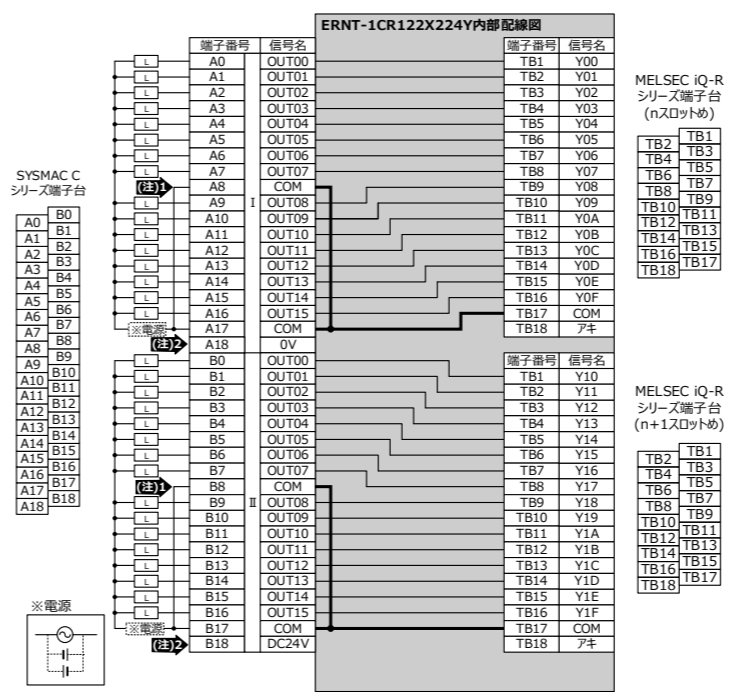 ERNT-1CR122X224Y内部配線図
端子番号 信号名 端子番号 信号名
L A0 OUT00 TB1 Y00
L A1 OUT01 TB2 Y01
L A2 OUT02 TB3 Y02
L A3 OUT03 TB4 Y03
L A4 OUT04 TB5 Y04
L A5 OUT05 TB6 Y05
L A6 OUT06 TB7 Y06
L A7 OUT07 TB8 Y07
(注)1 A8 COM TB9 Y08
L A9 I OUT08 TB10 Y09
L A10 OUT09 TB11 Y0A
L A11 OUT10 TB12 Y0B
L A12 OUT11 TB13 Y0C
L A13 OUT12 TB14 Y0D
L A14 OUT13 TB15 Y0E
L A15 OUT14 TB16 Y0F
L A16 OUT15 TB17 COM
※電源 A17 COM TB18 アキ
(注)2 A18 0V
L B0 OUT00 端子番号 信号名
L B1 OUT01 TB1 Y10
L B2 OUT02 TB2 Y11
L B3 OUT03 TB3 Y12
L B4 OUT04 TB4 Y13
L B5 OUT05 TB5 Y14
L B6 OUT06 TB6 Y15
L B7 OUT07 TB7 Y16
(注)1 B8 COM TB8 Y17
L B9 II OUT08 TB9 Y18
L B10 OUT09 TB10 Y19
L B11 OUT10 TB11 Y1A
L B12 OUT11 TB12 Y1B
L B13 OUT12 TB13 Y1C
L B14 OUT13 TB14 Y1D
L B15 OUT14 TB15 Y1E
L B16 OUT15 TB16 Y1F
※電源 B17 COM TB17 COM
(注)2 B18 DC24V TB18 アキ
SYSMAC C
シリーズ端子台
B0
A0
B1
A1
B2
A2
B3
A3
B4
A4
B5
A5
B6
A6
B7
A7
B8
A8
B9
A9
B10
A10
B11
A11
B12
A12
B13
A13
B14
A14
B15
A15
B16
A16
B17
A17
B18
A18
※電源
MELSEC iQ-R
シリーズ端子台
(nスロットめ)
TB1
TB2
TB3
TB4
TB5
TB6
TB7
TB8
TB9
TB10
TB11
TB12
TB13
TB14
TB15
TB16
TB17
TB18
MELSEC iQ-R
シリーズ端子台
(n+1スロットめ)
TB1
TB2
TB3
TB4
TB5
TB6
TB7
TB8
TB9
TB10
TB11
TB12
TB13
TB14
TB15
TB16
TB17
TB18